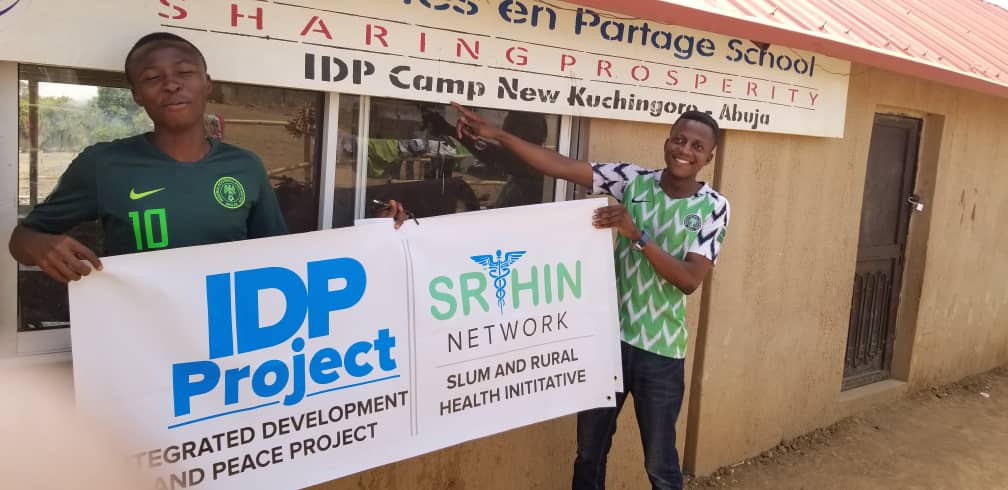 en Partage School
SHARING PROSPERITY
IDP Camp New Kuchingoro - Abuja
10
IDP
Project
TEGRATED DEVELOPMENT
AND PEACE PROJECT
SRHIN
NETWORK
SLUM AND RURAL
HEALTH INITITATIVE